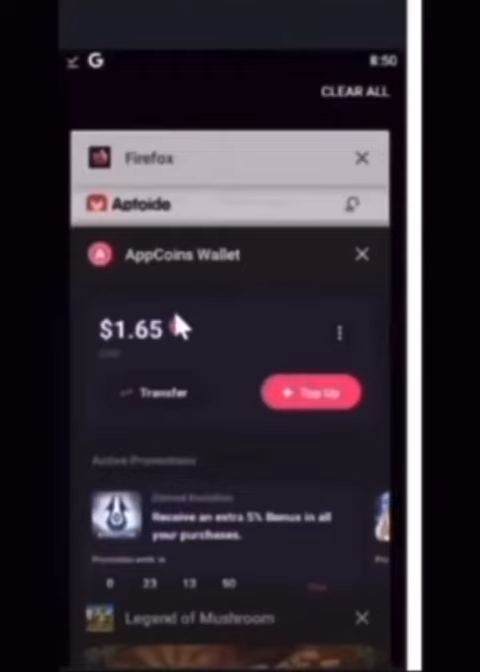 G 8:50
CLEAR ALL
Firefox
Aptoide
AppCoins Wallet
$1.65
Transfer
Top Up
Active Promotions
Receive an extra 5% Bonus in all
your purchases.
0 23 13 50
Legend of Mushroom